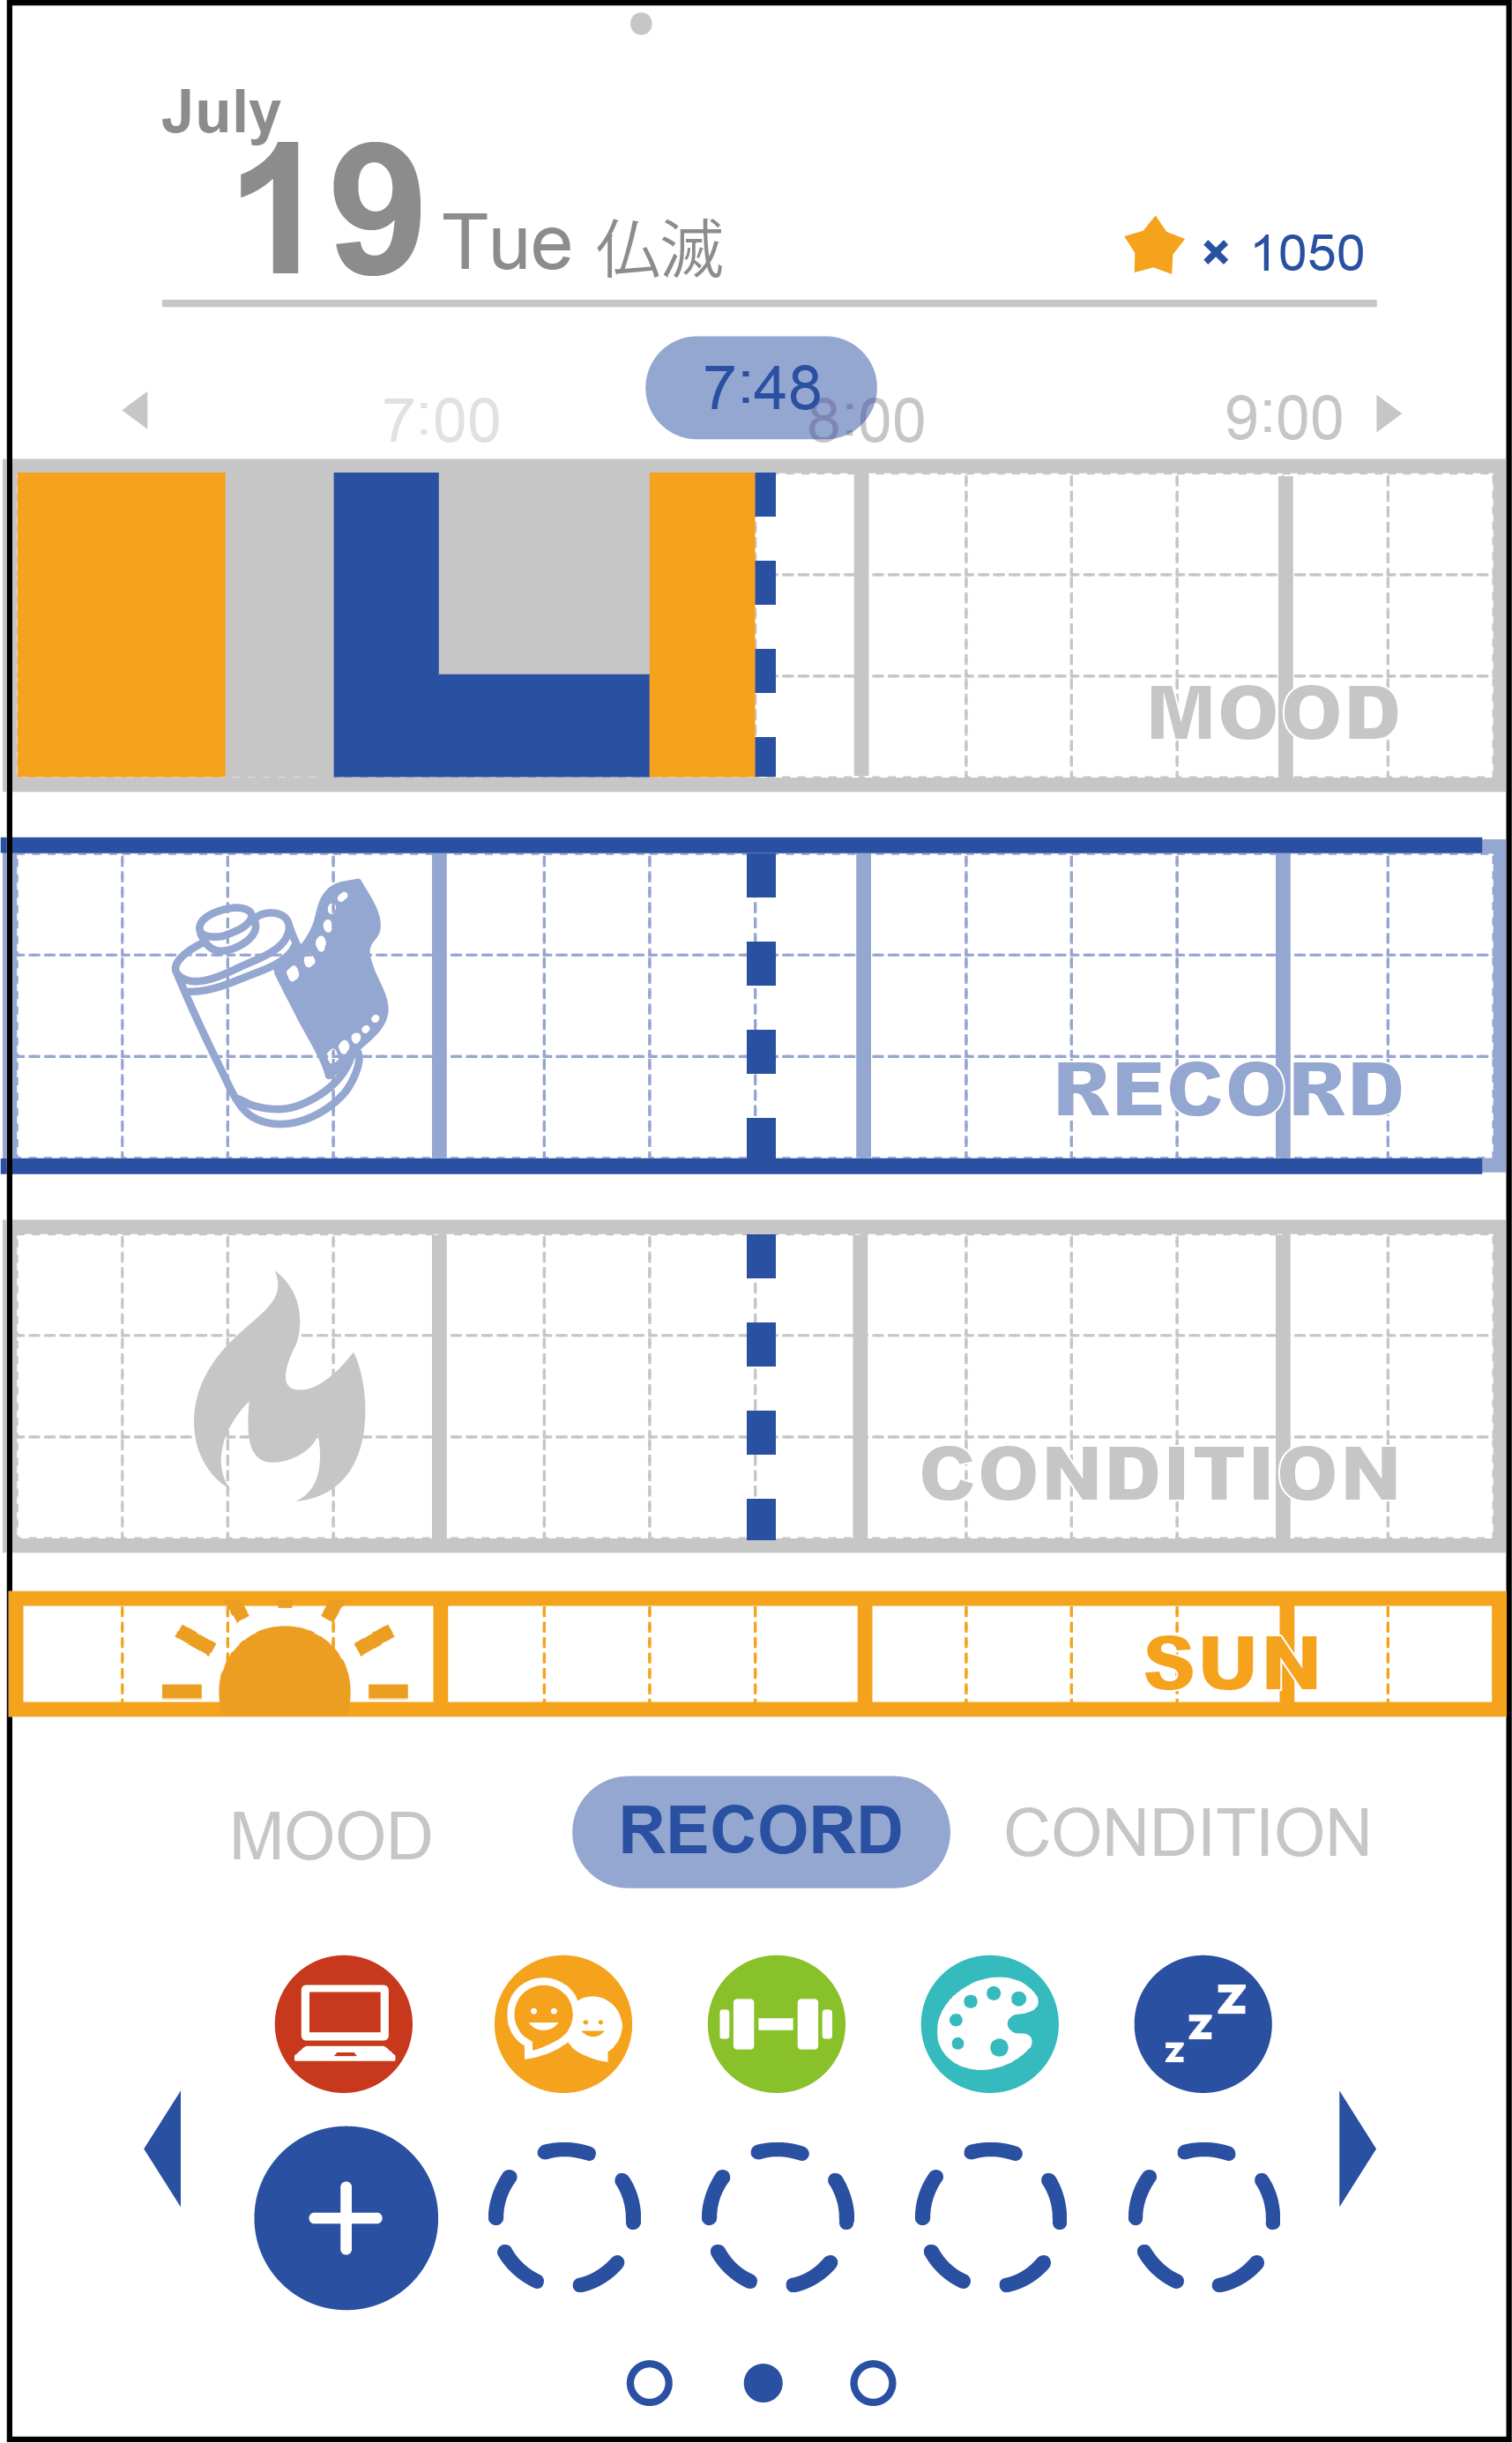 July
19 Tue 仏滅
× 1050
7:48
7:00 8:00 9:00
MOOD
RECORD
CONDITION
SUN
MOOD RECORD CONDITION
z z z